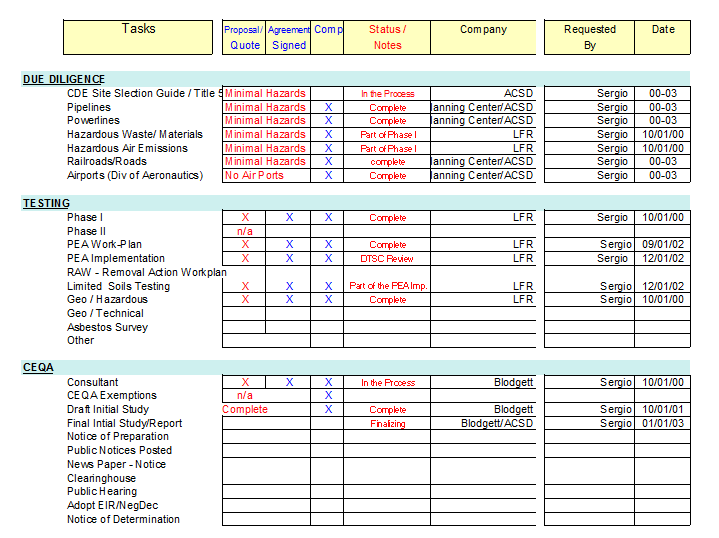 Tasks Proposal/ Agreement Comp Status / Company Requested Date
Quote Signed Notes By
DUE DILIGENCE
CDE Site Slection Guide / Title 5 Minimal Hazards In the Process ACSD Sergio 00-03
Pipelines Minimal Hazards X Complete lanning Center/ACSD Sergio 00-03
Powerlines Minimal Hazards X Complete lanning Center/ACSD Sergio 00-03
Hazardous Waste/ Materials Minimal Hazards X Part of Phase I LFR Sergio 10/01/00
Hazardous Air Emissions Minimal Hazards X Part of Phase I LFR Sergio 10/01/00
Railroads/Roads Minimal Hazards X complete lanning Center/ACSD Sergio 00-03
Airports (Div of Aeronautics) No Air Ports X Complete lanning Center/ACSD Sergio 00-03
TESTING
Phase I X X X Complete LFR Sergio 10/01/00
Phase II n/a
PEA Work-Plan X X X Complete LFR Sergio 09/01/02
PEA Implementation X X X DTSC Review LFR Sergio 12/01/02
RAW - Removal Action Workplan
Limited Soils Testing X X X Part of the PEA Imp. LFR Sergio 12/01/02
Geo / Hazardous X X X Complete LFR Sergio 10/01/00
Geo / Technical
Asbestos Survey
Other
CEQA
Consultant X X X In the Process Blodgett Sergio 10/01/00
CEQA Exemptions n/a X
Draft Initial Study Complete X Complete Blodgett Sergio 10/01/01
Final Intial Study/Report Finalizing Blodgett/ACSD Sergio 01/01/03
Notice of Preparation
Public Notices Posted
News Paper - Notice
Clearinghouse
Public Hearing
Adopt EIR/NegDec
Notice of Determination